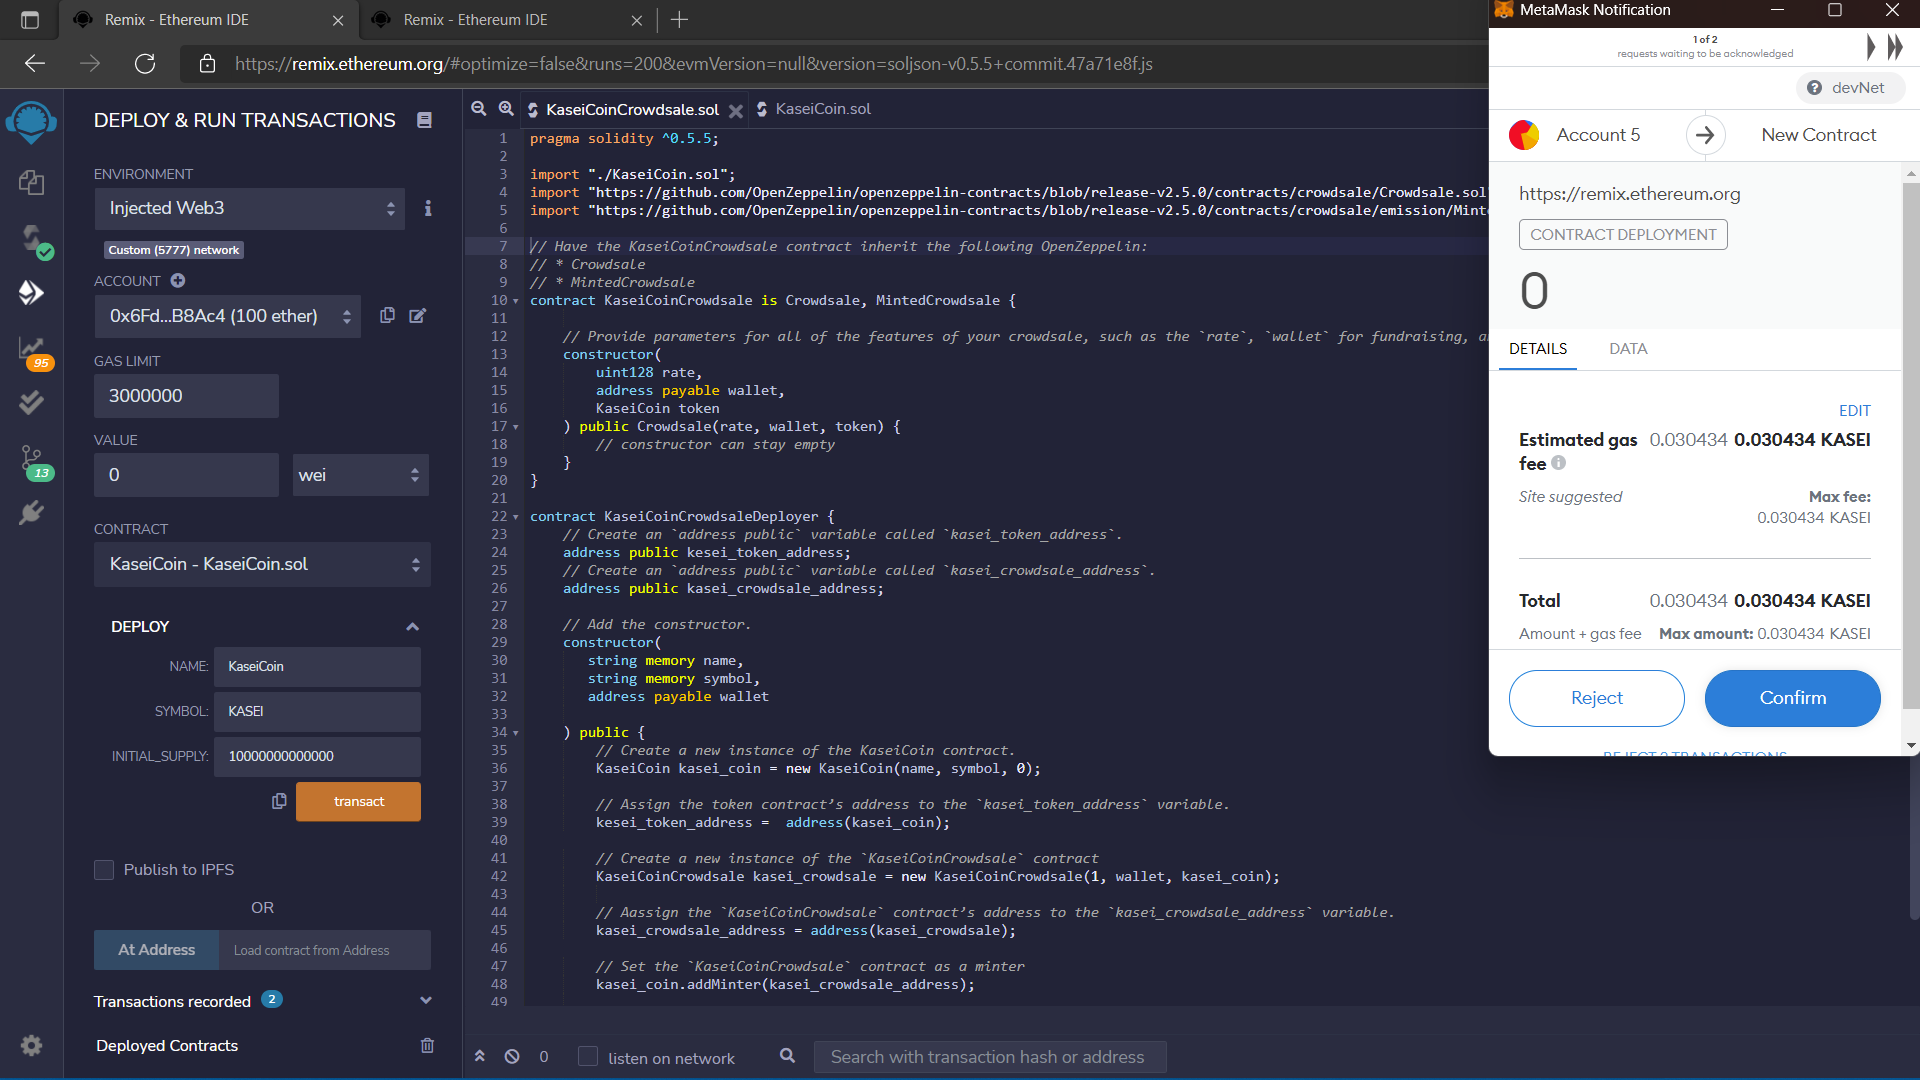 Remix - Ethereum IDE
Remix - Ethereum IDE
https://remix.ethereum.org/#optimize=false&runs=200&evmVersion=null&version=soljson-v0.5.5+commit.47a71e8f.js
DEPLOY & RUN TRANSACTIONS
ENVIRONMENT
Injected Web3
Custom (5777) network
ACCOUNT
0x6Fd...B8Ac4 (100 ether)
GAS LIMIT
3000000
VALUE
0
wei
CONTRACT
KaseiCoin - KaseiCoin.sol
DEPLOY
NAME: KaseiCoin
SYMBOL: KASEI
INITIAL_SUPPLY: 10000000000000
transact
Publish to IPFS
OR
At Address
Load contract from Address
Transactions recorded 2
Deployed Contracts
95
13
KaseiCoinCrowdsale.sol
KaseiCoin.sol
1 pragma solidity ^0.5.5;
2
3 import "./KaseiCoin.sol";
4 import "https://github.com/OpenZeppelin/openzeppelin-contracts/blob/release-v2.5.0/contracts/crowdsale/Crowdsale.sol"
5 import "https://github.com/OpenZeppelin/openzeppelin-contracts/blob/release-v2.5.0/contracts/crowdsale/emission/Mint
6
7 // Have the KaseiCoinCrowdsale contract inherit the following OpenZeppelin:
8 // * Crowdsale
9 // * MintedCrowdsale
10 contract KaseiCoinCrowdsale is Crowdsale, MintedCrowdsale {
11
12 // Provide parameters for all of the features of your crowdsale, such as the `rate`, `wallet` for fundraising, a
13 constructor(
14 uint128 rate,
15 address payable wallet,
16 KaseiCoin token
17 ) public Crowdsale(rate, wallet, token) {
18 // constructor can stay empty
19 }
20 }
21
22 contract KaseiCoinCrowdsaleDeployer {
23 // Create an `address public` variable called `kasei_token_address`.
24 address public kesei_token_address;
25 // Create an `address public` variable called `kasei_crowdsale_address`.
26 address public kasei_crowdsale_address;
27
28 // Add the constructor.
29 constructor(
30 string memory name,
31 string memory symbol,
32 address payable wallet
33
34 ) public {
35 // Create a new instance of the KaseiCoin contract.
36 KaseiCoin kasei_coin = new KaseiCoin(name, symbol, 0);
37
38 // Assign the token contract's address to the `kasei_token_address` variable.
39 kesei_token_address = address(kasei_coin);
40
41 // Create a new instance of the `KaseiCoinCrowdsale` contract
42 KaseiCoinCrowdsale kasei_crowdsale = new KaseiCoinCrowdsale(1, wallet, kasei_coin);
43
44 // Aassign the `KaseiCoinCrowdsale` contract's address to the `kasei_crowdsale_address` variable.
45 kasei_crowdsale_address = address(kasei_crowdsale);
46
47 // Set the `KaseiCoinCrowdsale` contract as a minter
48 kasei_coin.addMinter(kasei_crowdsale_address);
49
0
listen on network
Search with transaction hash or address
MetaMask Notification
1 of 2
requests waiting to be acknowledged
devNet
Account 5
New Contract
https://remix.ethereum.org
CONTRACT DEPLOYMENT
0
DETAILS
DATA
EDIT
Estimated gas fee 0.030434 0.030434 KASEI
Site suggested
Max fee:
0.030434 KASEI
Total 0.030434 0.030434 KASEI
Amount + gas fee Max amount: 0.030434 KASEI
Reject
Confirm
REJECT 2 TRANSACTIONS